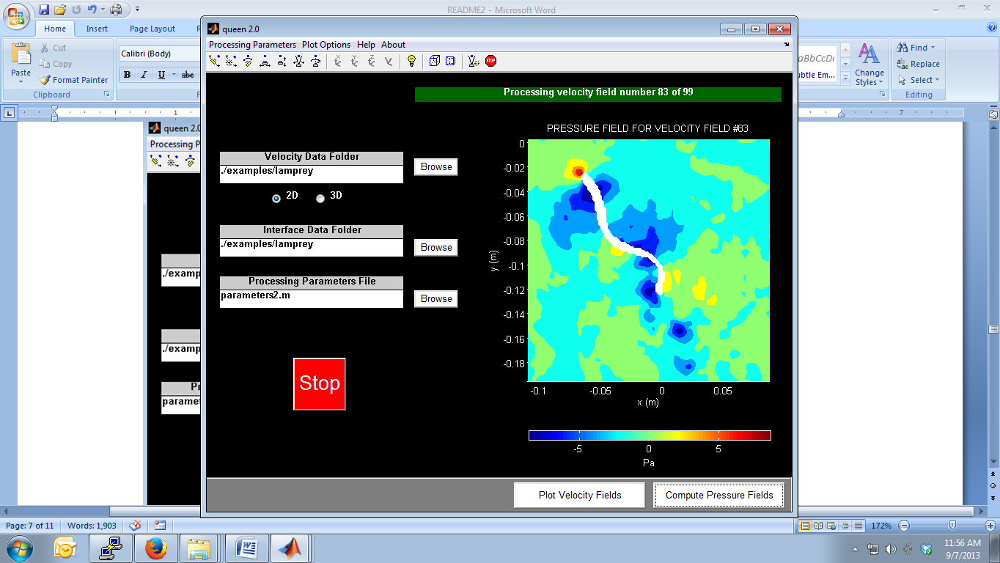 README2 - Microsoft Word
Home
Insert
Page Layout
Cut
Copy
Format Painter
Paste
Clipboard
Calibri (Body)
B I U abc
AaBbCcDc
Subtle Em...
Change Styles
Find
Replace
Select
Editing
1
7
queen 2.0
Processing P
./examp
./examp
Pr
parame
queen 2.0
Processing Parameters Plot Options Help About
STOP
Processing velocity field number 83 of 99
Velocity Data Folder
./examples/lamprey
Browse
2D 3D
Interface Data Folder
./examples/lamprey
Browse
Processing Parameters File
parameters2.m
Browse
Stop
PRESSURE FIELD FOR VELOCITY FIELD #83
0
-0.02
-0.04
-0.06
-0.08
-0.1
-0.12
-0.14
-0.16
-0.18
y (m)
-0.1 -0.05 0 0.05
x (m)
-5 0 5
Pa
Plot Velocity Fields
Compute Pressure Fields
Page: 7 of 11
Words: 1,903
172%
11:56 AM
9/7/2013